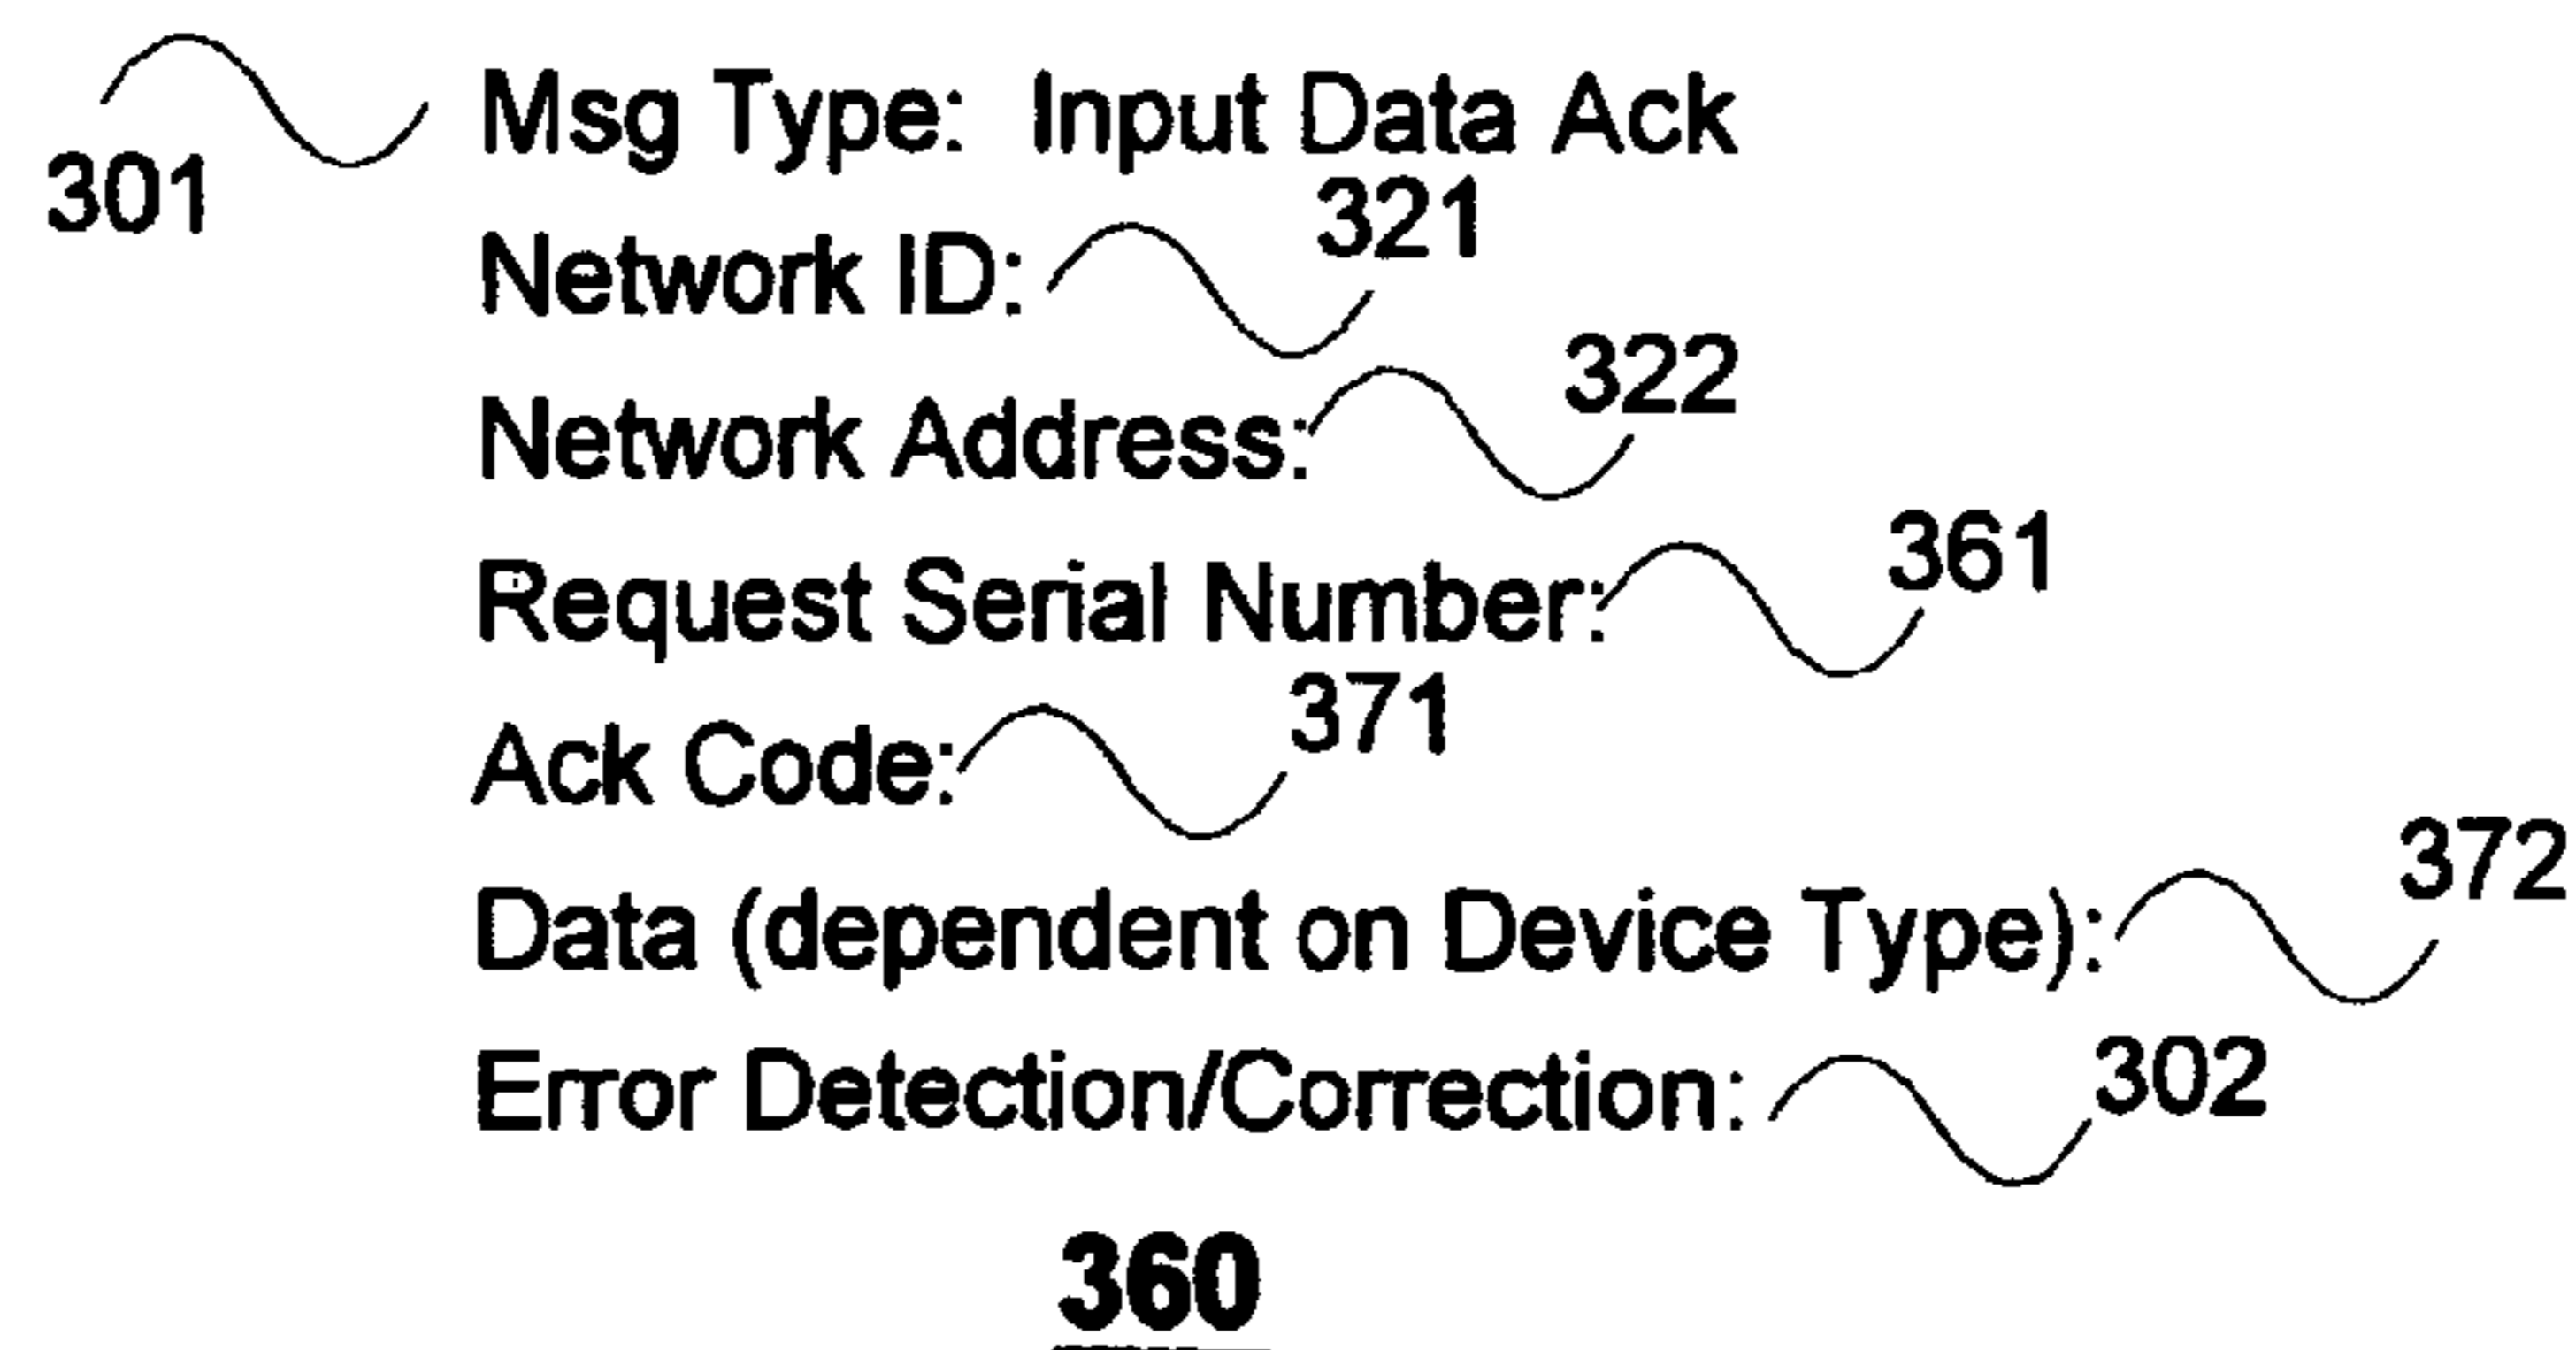 301 Msg Type: Input Data Ack
Network ID: 321
Network Address: 322
Request Serial Number: 361
Ack Code: 371
Data (dependent on Device Type): 372
Error Detection/Correction: 302
360